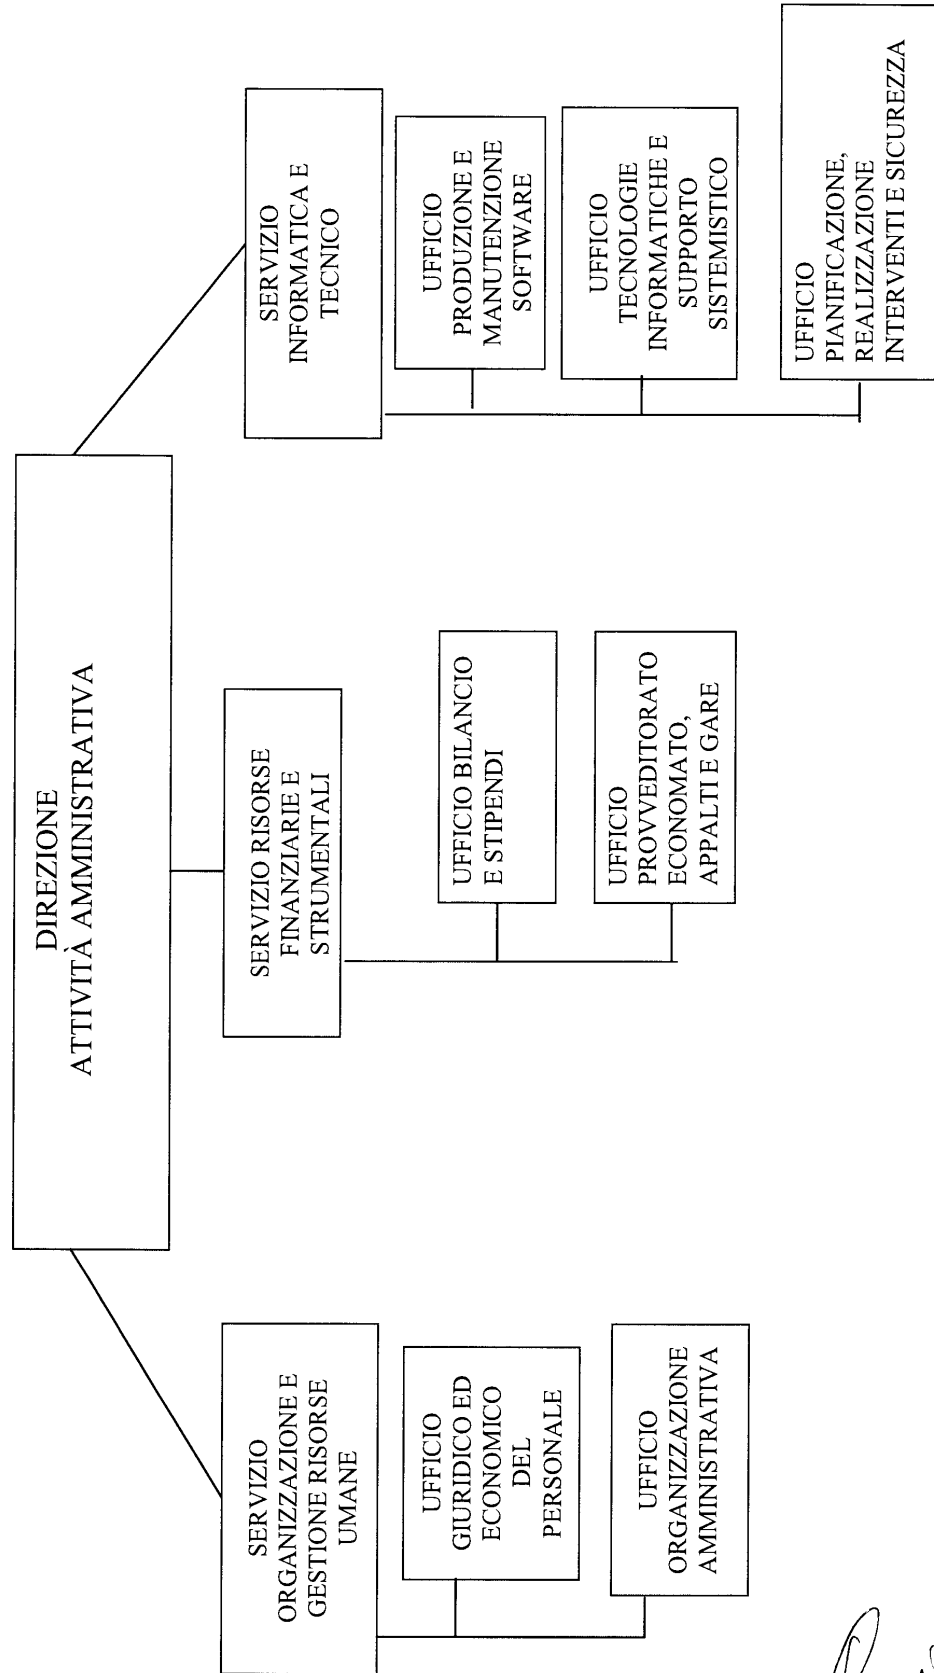 DIREZIONE
ATTIVITÀ AMMINISTRATIVA
SERVIZIO
ORGANIZZAZIONE E
GESTIONE RISORSE
UMANE
UFFICIO
GIURIDICO ED
ECONOMICO
DEL
PERSONALE
UFFICIO
ORGANIZZAZIONE
AMMINISTRATIVA
SERVIZIO RISORSE
FINANZIARIE E
STRUMENTALI
UFFICIO BILANCIO
E STIPENDI
UFFICIO
PROVVEDITORATO
ECONOMATO,
APPALTI E GARE
SERVIZIO
INFORMATICA E
TECNICO
UFFICIO
PRODUZIONE E
MANUTENZIONE
SOFTWARE
UFFICIO
TECNOLOGIE
INFORMATICHE E
SUPPORTO
SISTEMISTICO
UFFICIO
PIANIFICAZIONE,
REALIZZAZIONE
INTERVENTI E SICUREZZA